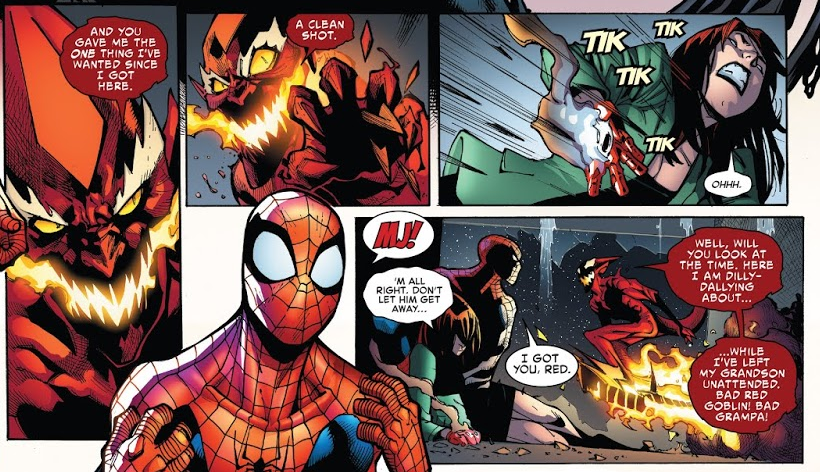 AND YOU
GAVE ME THE
ONE THING I'VE
WANTED SINCE
I GOT
HERE.
A CLEAN
SHOT.
TIK
TIK
TIK
OHHH.
MJ!
'M ALL
RIGHT. DON'T
LET HIM GET
AWAY...
I GOT
YOU, RED.
WELL, WILL
YOU LOOK AT
THE TIME. HERE
I AM DILLY-
DALLYING
ABOUT...
...WHILE
I'VE LEFT
MY GRANDSON
UNATTENDED.
BAD RED
GOBLIN! BAD
GRAMPA!